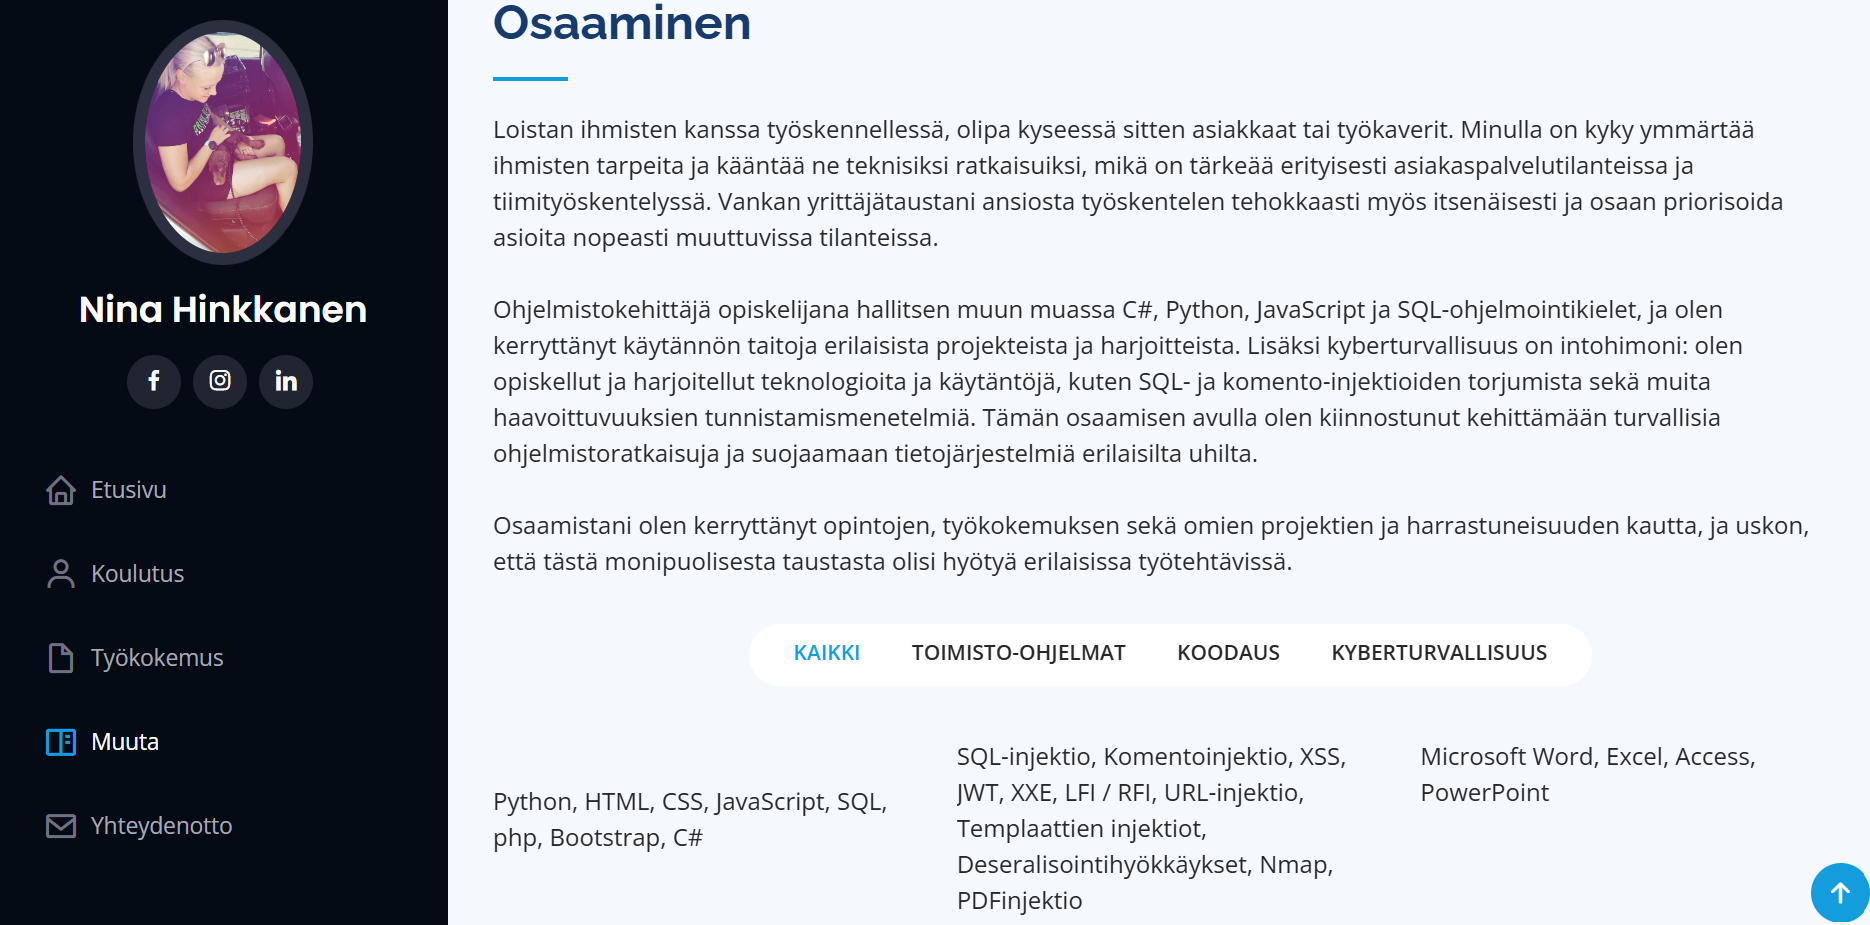 Nina Hinkkanen
Etusivu
Koulutus
Työkokemus
Muuta
Yhteydenotto
Osaaminen
Loistan ihmisten kanssa työskennellessä, olipa kyseessä sitten asiakkaat tai työkaverit. Minulla on kyky ymmärtää
ihmisten tarpeita ja kääntää ne teknisiksi ratkaisuiksi, mikä on tärkeää erityisesti asiakaspalvelutilanteissa ja
tiimityöskentelyssä. Vankan yrittäjätaustani ansiosta työskentelen tehokkaasti myös itsenäisesti ja osaan priorisoida
asioita nopeasti muuttuvissa tilanteissa.
Ohjelmistokehittäjä opiskelijana hallitsen muun muassa C#, Python, JavaScript ja SQL-ohjelmointikielet, ja olen
kerryttänyt käytännön taitoja erilaisista projekteista ja harjoitteista. Lisäksi kyberturvallisuus on intohimoni: olen
opiskellut ja harjoitellut teknologioita ja käytäntöjä, kuten SQL- ja komento-injektioiden torjumista sekä muita
haavoittuvuuksien tunnistamismenetelmiä. Tämän osaamisen avulla olen kiinnostunut kehittämään turvallisia
ohjelmistoratkaisuja ja suojaamaan tietojärjestelmiä erilaisilta uhilta.
Osaamistani olen kerryttänyt opintojen, työkokemuksen sekä omien projektien ja harrastuneisuuden kautta, ja uskon,
että tästä monipuolisesta taustasta olisi hyötyä erilaisissa työtehtävissä.
KAIKKI TOIMISTO-OHJELMAT KOODAUS KYBERTURVALLISUUS
Python, HTML, CSS, JavaScript, SQL,
php, Bootstrap, C#
SQL-injektio, Komentoinjektio, XSS,
JWT, XXE, LFI / RFI, URL-injektio,
Templaattien injektiot,
Deseralisointihyökkäykset, Nmap,
PDFinjektio
Microsoft Word, Excel, Access,
PowerPoint